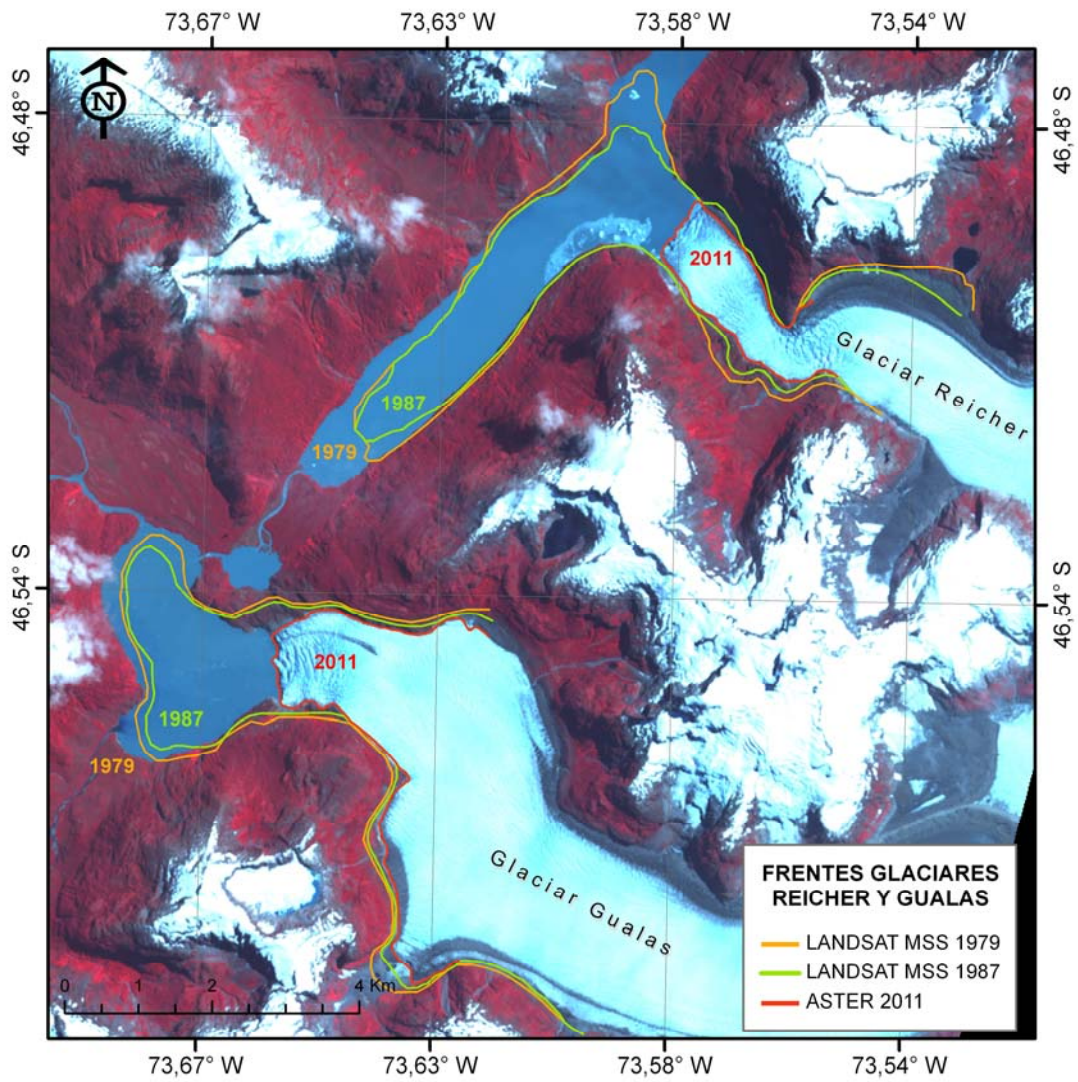 73,67° W
73,63° W
73,58° W
73,54° W
N
46,48° S
46,48° S
2011
Glaciar Reicher
1987
1979
46,54° S
46,54° S
2011
1987
1979
Glaciar Gualas
0 2 4 Km
FRENTES GLACIARES
REICHER Y GUALAS
LANDSAT MSS 1979
LANDSAT MSS 1987
ASTER 2011
73,67° W
73,63° W
73,58° W
73,54° W